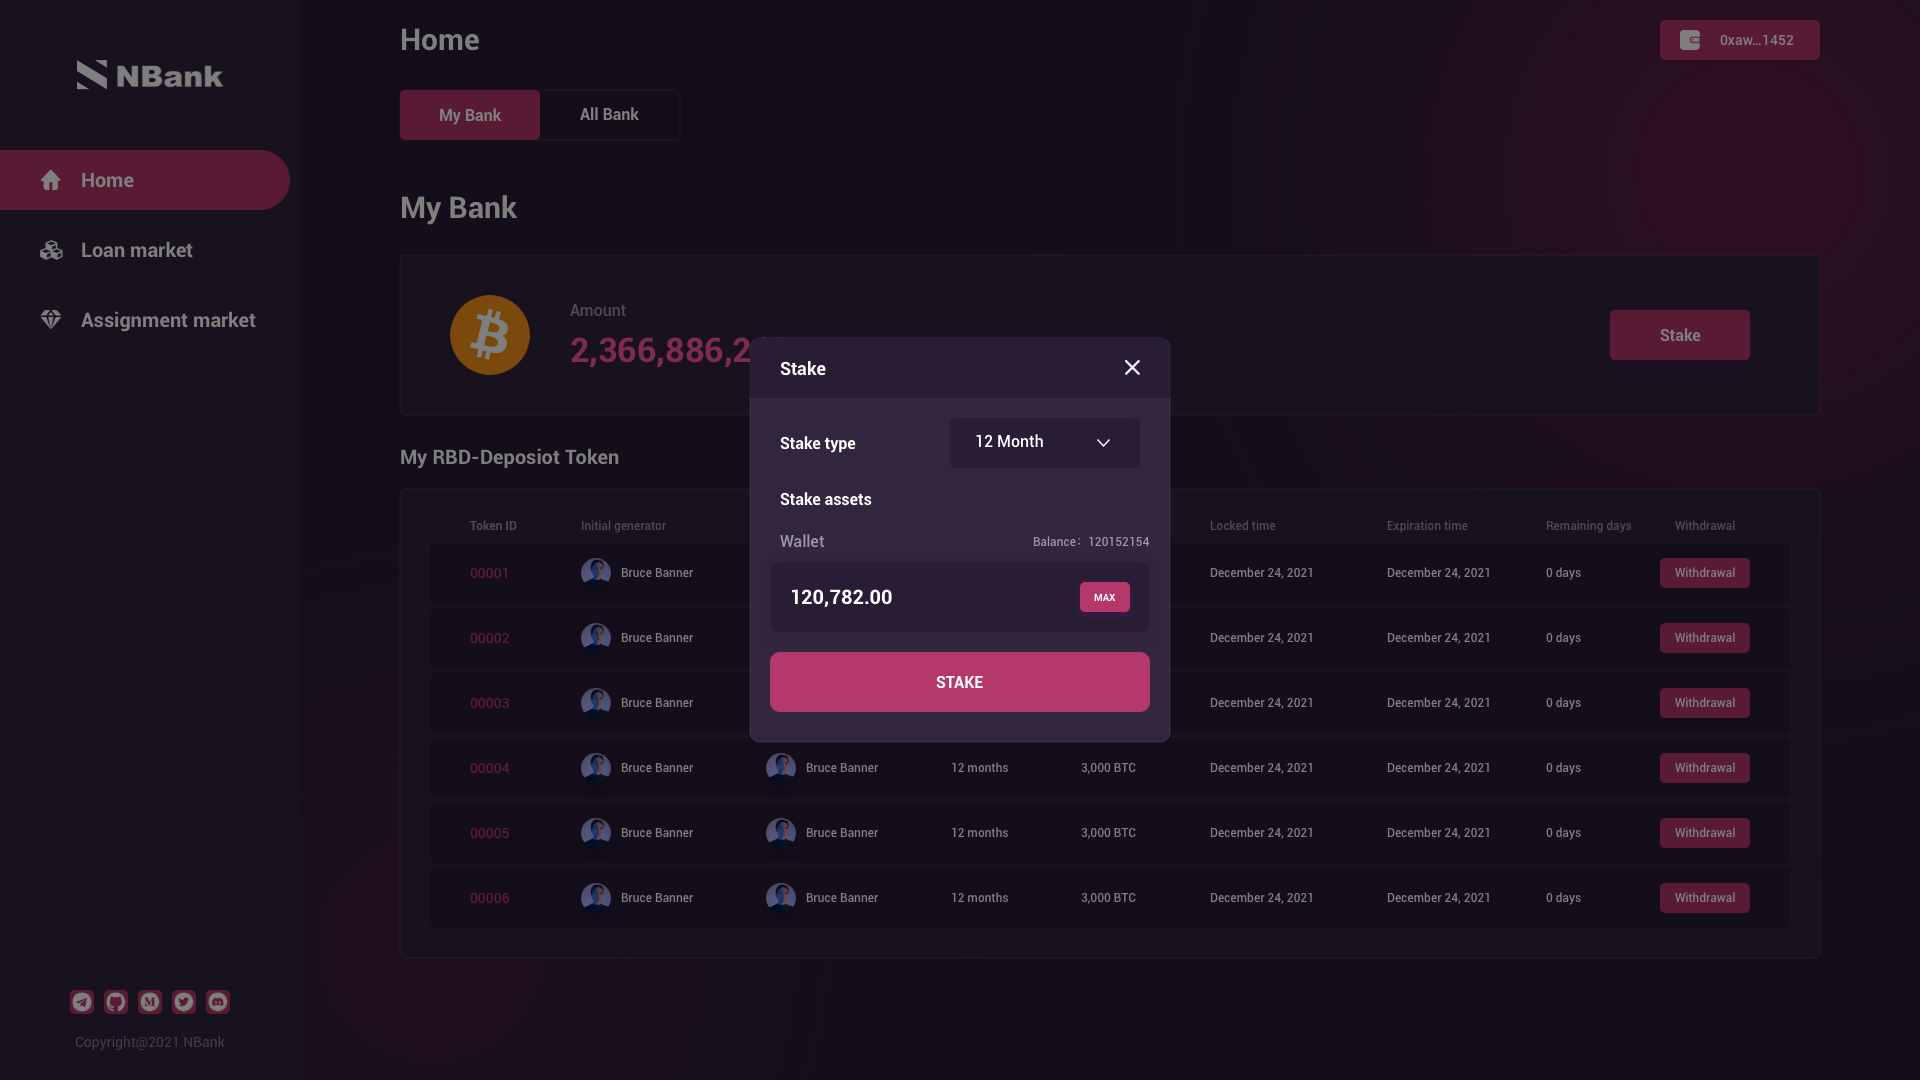 NBank
Home
Loan market
Assignment market
Copyright@2021 NBank
Home
0xaw...1452
My Bank
All Bank
My Bank
Amount
2,366,886,2
Stake
My RBD-Deposiot Token
Token ID
Initial generator
Locked time
Expiration time
Remaining days
Withdrawal
00001
Bruce Banner
December 24, 2021
December 24, 2021
0 days
Withdrawal
00002
Bruce Banner
December 24, 2021
December 24, 2021
0 days
Withdrawal
00003
Bruce Banner
December 24, 2021
December 24, 2021
0 days
Withdrawal
00004
Bruce Banner
Bruce Banner
12 months
3,000 BTC
December 24, 2021
December 24, 2021
0 days
Withdrawal
00005
Bruce Banner
Bruce Banner
12 months
3,000 BTC
December 24, 2021
December 24, 2021
0 days
Withdrawal
00006
Bruce Banner
Bruce Banner
12 months
3,000 BTC
December 24, 2021
December 24, 2021
0 days
Withdrawal
Stake
Stake type
12 Month
Stake assets
Wallet
Balance：120152154
120,782.00
MAX
STAKE